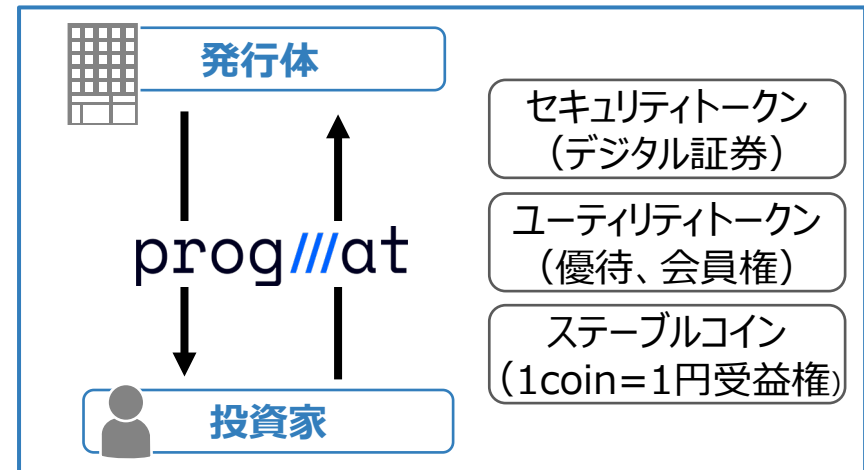 発行体
セキュリティトークン
（デジタル証券）
ユーティリティトークン
（優待、会員権）
progmat
ステーブルコイン
（1coin=1円受益権）
投資家